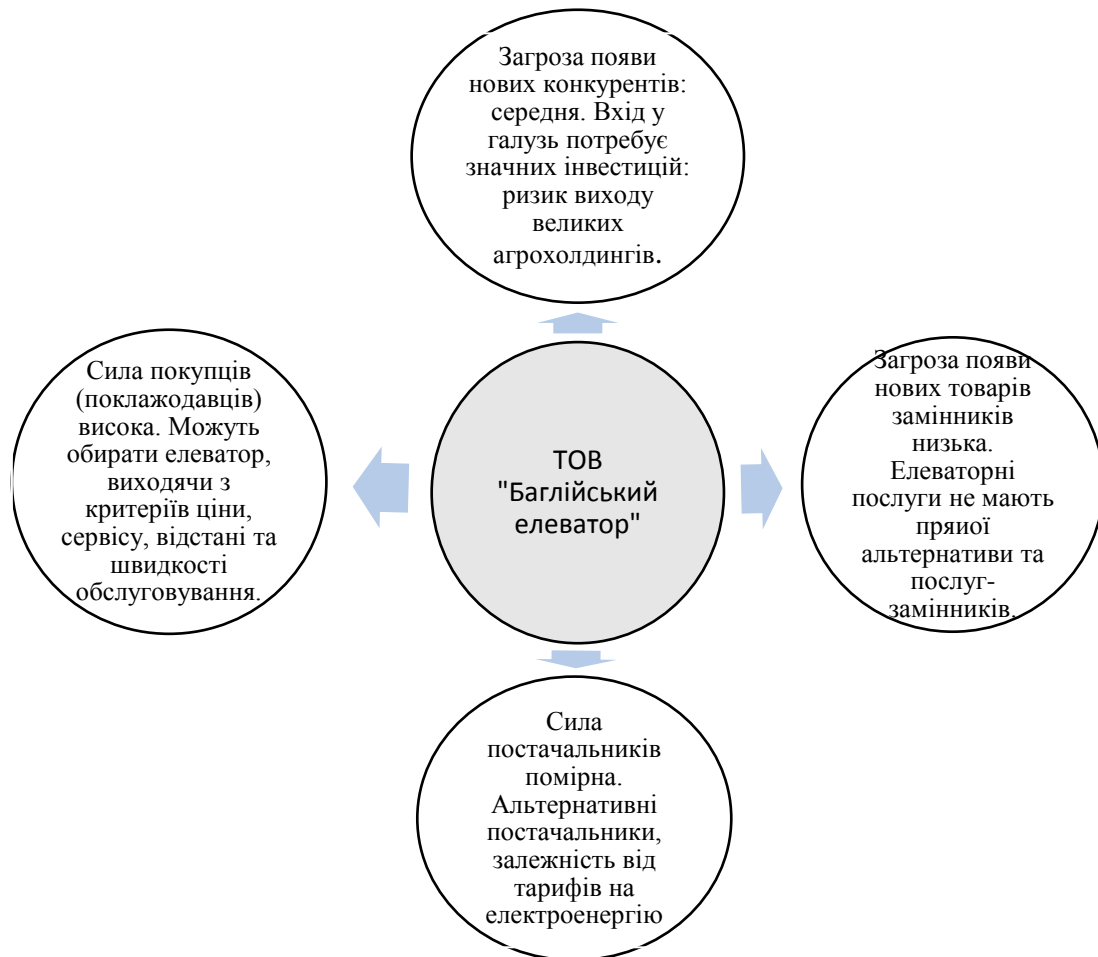 Загроза появи
нових конкурентів:
середня. Вхід у
галузь потребує
значних інвестицій:
ризик виходу
великих
агрохолдингів.
Сила покупців
(поклажодавців)
висока. Можуть
обирати елеватор,
виходячи з
критеріїв ціни,
сервісу, відстані та
швидкості
обслуговування.
ТОВ
"Баглійський
елеватор"
Загроза появи
нових товарів
замінників
низька.
Елеваторні
послуги не мають
пряиої
альтернативи та
послуг-
замінників.
Сила
постачальників
помірна.
Альтернативні
постачальники,
залежність від
тарифів на
електроенергію